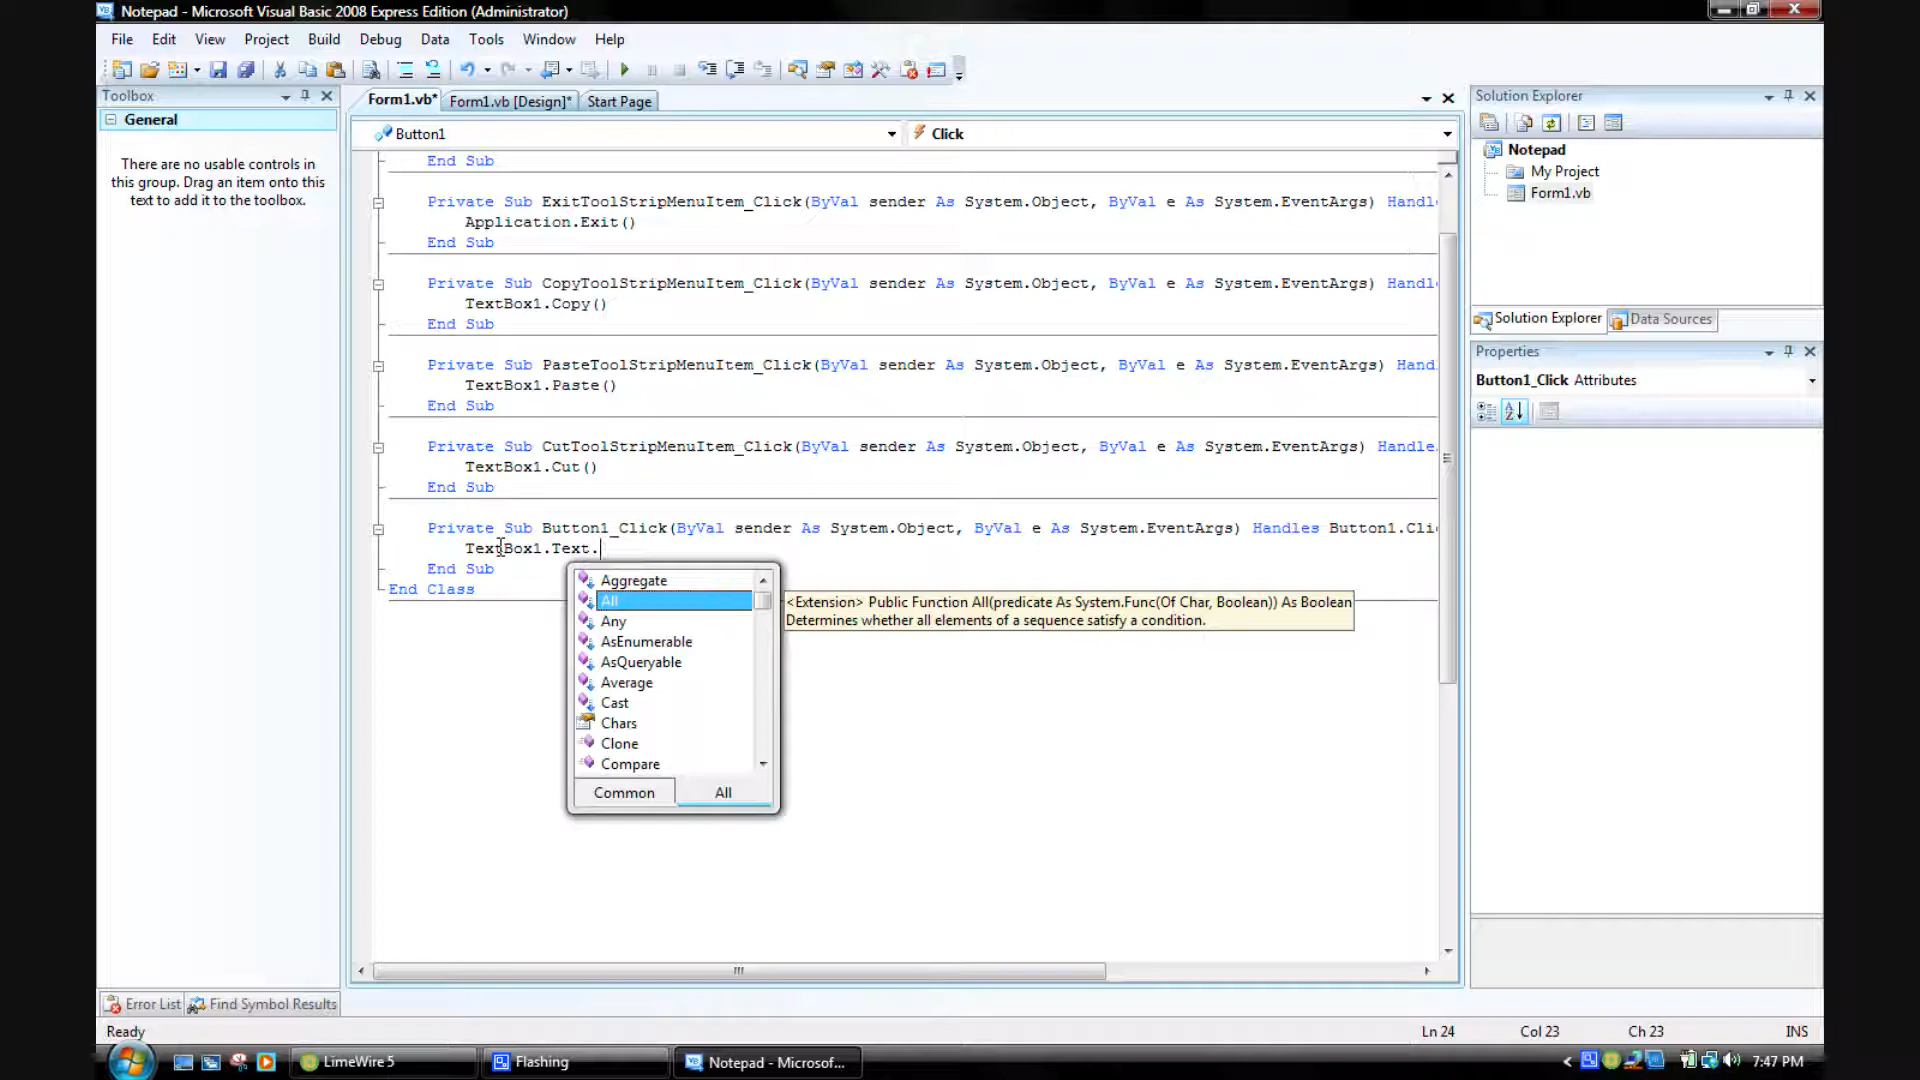 Notepad - Microsoft Visual Basic 2008 Express Edition (Administrator)
File Edit View Project Build Debug Data Tools Window Help
Toolbox
General
There are no usable controls in
this group. Drag an item onto this
text to add it to the toolbox.
Form1.vb* Form1.vb [Design]* Start Page
Button1 Click
End Sub
Private Sub ExitToolStripMenuItem_Click(ByVal sender As System.Object, ByVal e As System.EventArgs) Handl
Application.Exit()
End Sub
Private Sub CopyToolStripMenuItem_Click(ByVal sender As System.Object, ByVal e As System.EventArgs) Handl
TextBox1.Copy()
End Sub
Private Sub PasteToolStripMenuItem_Click(ByVal sender As System.Object, ByVal e As System.EventArgs) Hand
TextBox1.Paste()
End Sub
Private Sub CutToolStripMenuItem_Click(ByVal sender As System.Object, ByVal e As System.EventArgs) Handle
TextBox1.Cut()
End Sub
Private Sub Button1_Click(ByVal sender As System.Object, ByVal e As System.EventArgs) Handles Button1.Cli
TextBox1.Text.
End Sub
End Class
Aggregate
All
Any
AsEnumerable
AsQueryable
Average
Cast
Chars
Clone
Compare
Common All
<Extension> Public Function All(predicate As System.Func(Of Char, Boolean)) As Boolean
Determines whether all elements of a sequence satisfy a condition.
Solution Explorer
Notepad
My Project
Form1.vb
Solution Explorer Data Sources
Properties
Button1_Click Attributes
Error List Find Symbol Results
Ready Ln 24 Col 23 Ch 23 INS
LimeWire 5 Flashing Notepad - Microsof... 7:47 PM